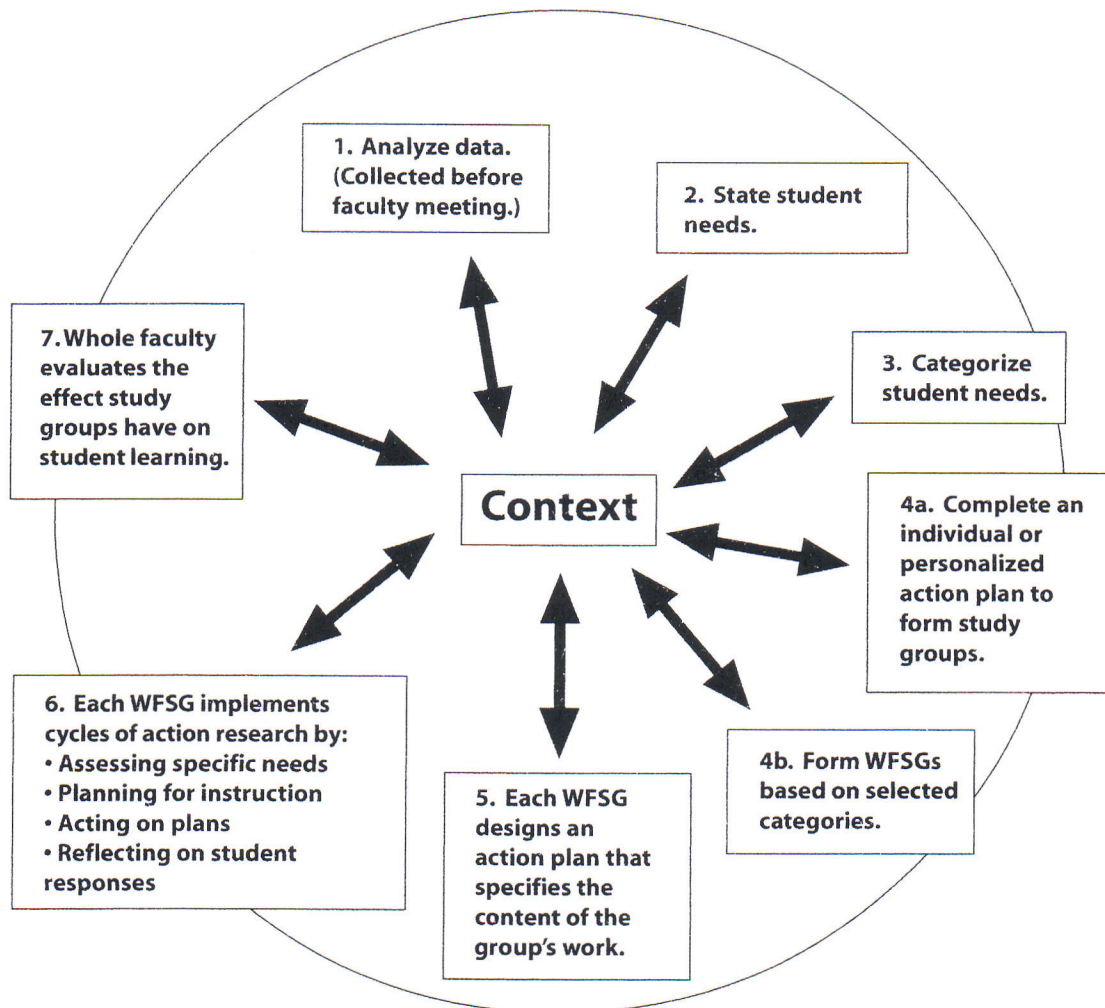 1. Analyze data.
(Collected before
faculty meeting.)
2. State student
needs.
3. Categorize
student needs.
4a. Complete an
individual or
personalized
action plan to
form study
groups.
4b. Form WFSGs
based on selected
categories.
5. Each WFSG
designs an
action plan that
specifies the
content of the
group's work.
6. Each WFSG implements
cycles of action research by:
• Assessing specific needs
• Planning for instruction
• Acting on plans
• Reflecting on student
responses
7. Whole faculty
evaluates the
effect study
groups have on
student learning.
Context